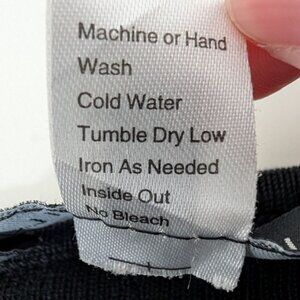 Machine or Hand
Wash
Cold Water
Tumble Dry Low
Iron As Needed
Inside Out
No Bleach